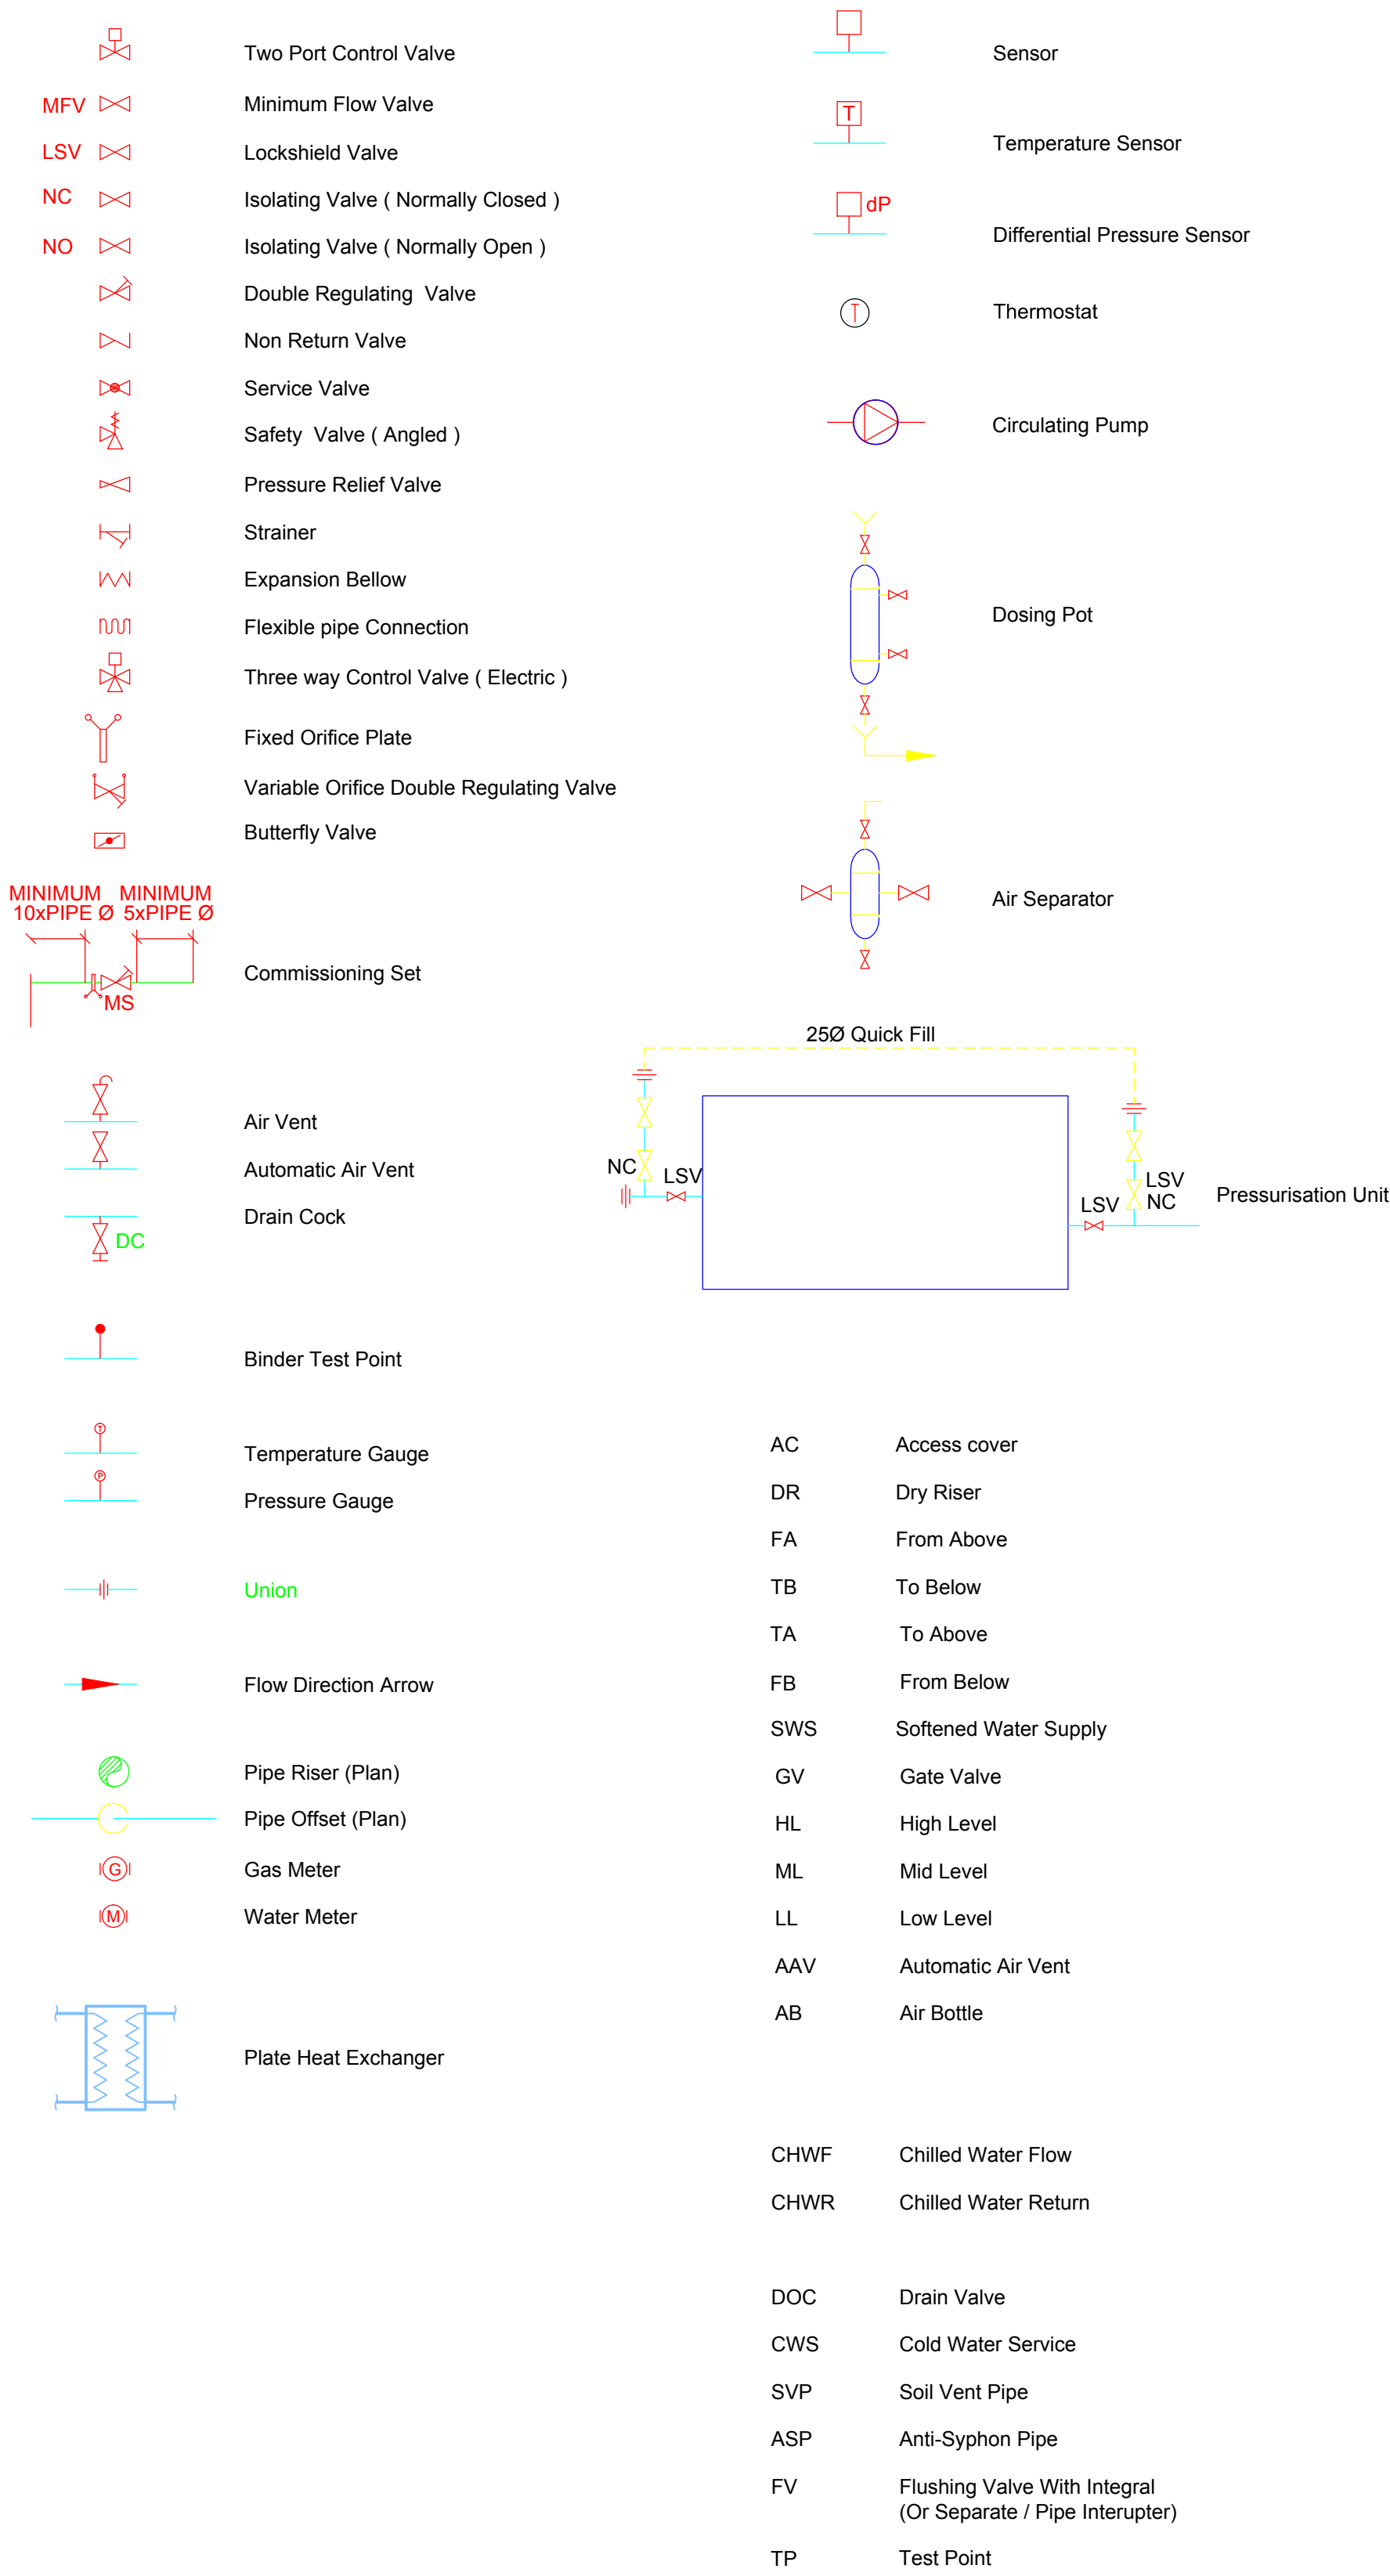 Two Port Control Valve
MFV Minimum Flow Valve
LSV Lockshield Valve
NC Isolating Valve ( Normally Closed )
NO Isolating Valve ( Normally Open )
Double Regulating Valve
Non Return Valve
Service Valve
Safety Valve ( Angled )
Pressure Relief Valve
Strainer
Expansion Bellow
Flexible pipe Connection
Three way Control Valve ( Electric )
Fixed Orifice Plate
Variable Orifice Double Regulating Valve
Butterfly Valve
MINIMUM MINIMUM
10xPIPE Ø 5xPIPE Ø
Commissioning Set
MS
Air Vent
Automatic Air Vent
Drain Cock
DC
Binder Test Point
T
Temperature Gauge
P
Pressure Gauge
Union
Flow Direction Arrow
Pipe Riser (Plan)
Pipe Offset (Plan)
G Gas Meter
M Water Meter
Plate Heat Exchanger
Sensor
T
Temperature Sensor
dP
Differential Pressure Sensor
T Thermostat
Circulating Pump
Dosing Pot
Air Separator
25Ø Quick Fill
NC
LSV
LSV
NC
LSV
Pressurisation Unit
AC Access cover
DR Dry Riser
FA From Above
TB To Below
TA To Above
FB From Below
SWS Softened Water Supply
GV Gate Valve
HL High Level
ML Mid Level
LL Low Level
AAV Automatic Air Vent
AB Air Bottle
CHWF Chilled Water Flow
CHWR Chilled Water Return
DOC Drain Valve
CWS Cold Water Service
SVP Soil Vent Pipe
ASP Anti-Syphon Pipe
FV Flushing Valve With Integral
(Or Separate / Pipe Interupter)
TP Test Point